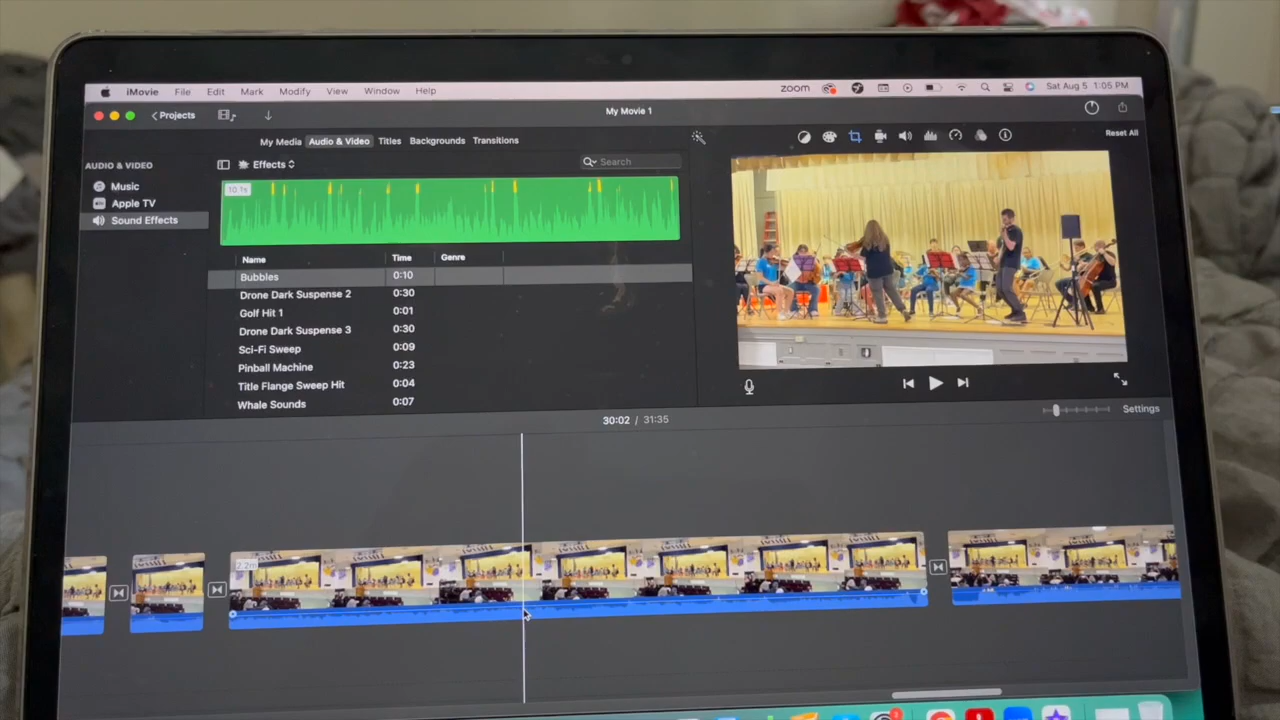 iMovie File Edit Mark Modify View Window Help zoom Sat Aug 5 1:05 PM
Projects My Movie 1
My Media Audio & Video Titles Backgrounds Transitions Reset All
AUDIO & VIDEO Effects Search
Music
Apple TV
Sound Effects
10.1s
Name Time Genre
Bubbles 0:10
Drone Dark Suspense 2 0:30
Golf Hit 1 0:01
Drone Dark Suspense 3 0:30
Sci-Fi Sweep 0:09
Pinball Machine 0:23
Title Flange Sweep Hit 0:04
Whale Sounds 0:07
30:02 / 31:35 Settings
2.2m